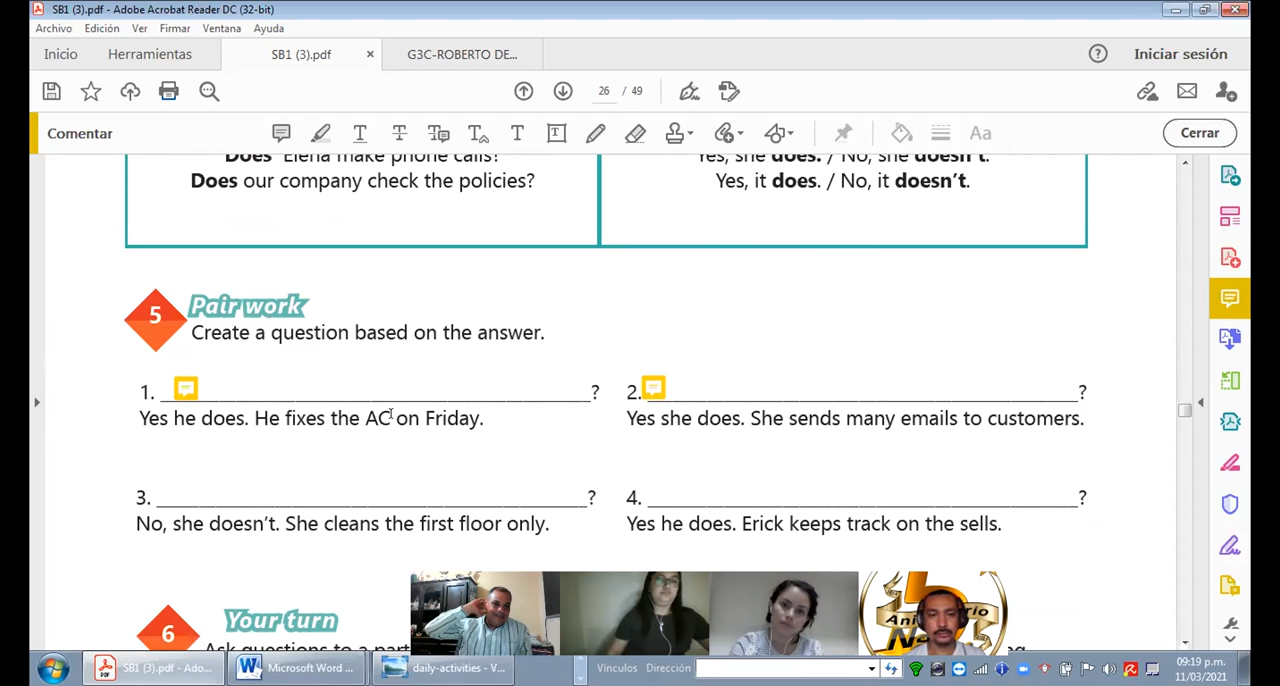 SB1 (3).pdf - Adobe Acrobat Reader DC (32-bit)
Archivo Edición Ver Firmar Ventana Ayuda
Inicio Herramientas SB1 (3).pdf × G3C-ROBERTO DE... ? Iniciar sesión
26 / 49
Comentar Aa Cerrar
Does Elena make phone calls? Yes, she does. / No, she doesn't.
Does our company check the policies? Yes, it does. / No, it doesn't.
5 Pair work
Create a question based on the answer.
1. ? 2. ?
Yes he does. He fixes the AC on Friday. Yes she does. She sends many emails to customers.
3. ? 4. ?
No, she doesn't. She cleans the first floor only. Yes he does. Erick keeps track on the sells.
6 Your turn
Ask questions to a part
SB1 (3).pdf - Adobe... Microsoft Word ... daily-activities - V... Vínculos Dirección 09:19 p.m.
11/03/2021